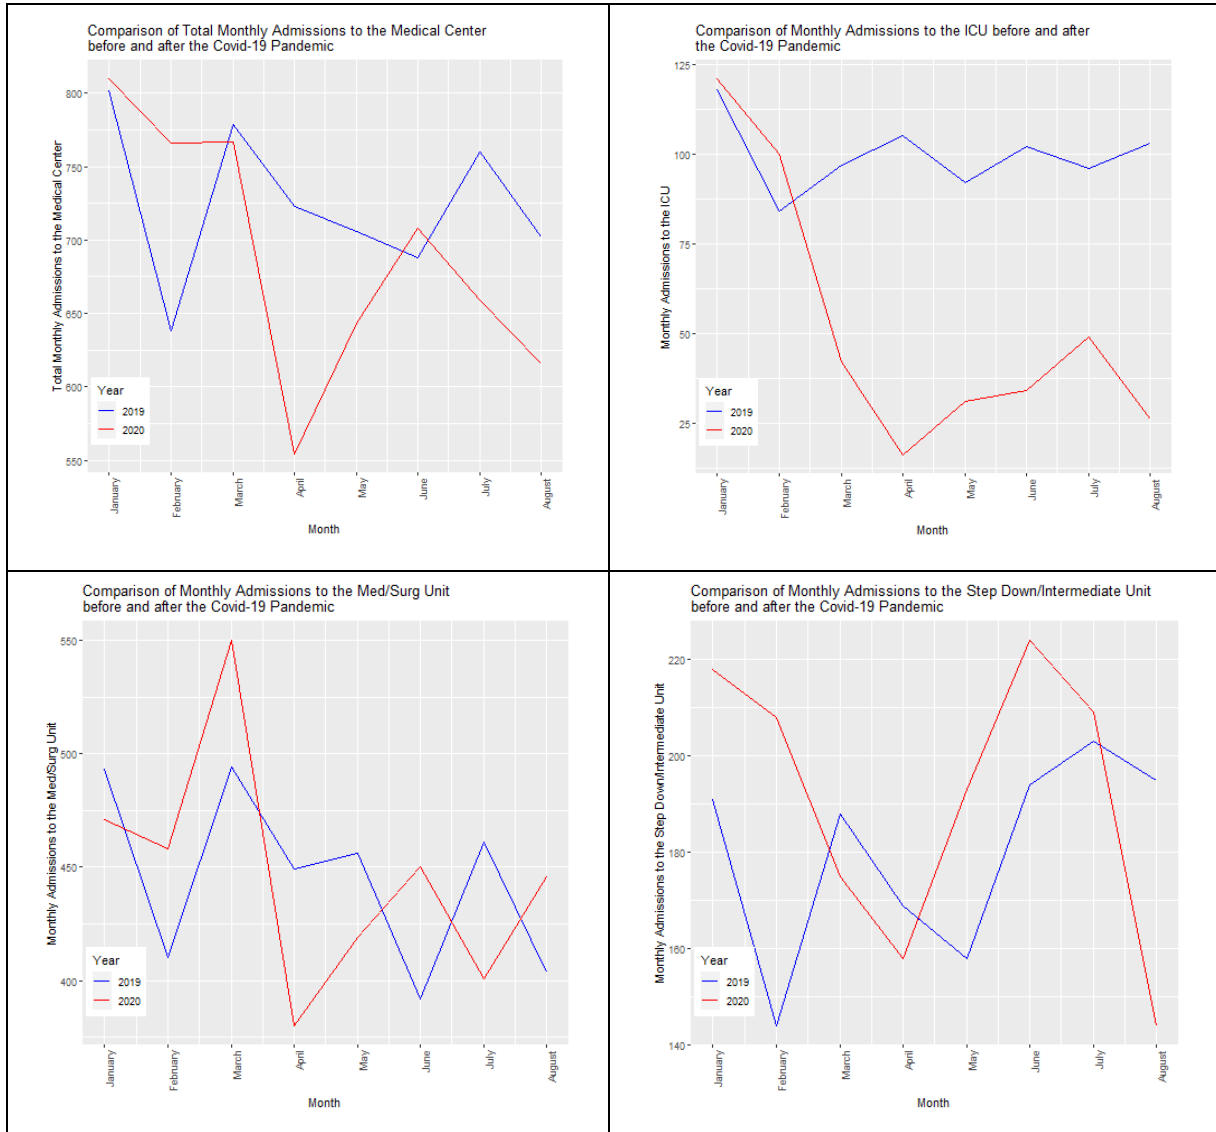 Comparison of Total Monthly Admissions to the Medical Center
before and after the Covid-19 Pandemic
Total Monthly Admissions to the Medical Center
800
750
700
650
600
550
Year
2019
2020
January
February
March
April
May
June
July
August
Month
Comparison of Monthly Admissions to the ICU before and after
the Covid-19 Pandemic
Monthly Admissions to the ICU
125
100
75
50
25
Year
2019
2020
January
February
March
April
May
June
July
August
Month
Comparison of Monthly Admissions to the Med/Surg Unit
before and after the Covid-19 Pandemic
Monthly Admissions to the Med/Surg Unit
550
500
450
400
Year
2019
2020
January
February
March
April
May
June
July
August
Month
Comparison of Monthly Admissions to the Step Down/Intermediate Unit
before and after the Covid-19 Pandemic
Monthly Admissions to the Step Down/Intermediate Unit
220
200
180
160
140
Year
2019
2020
January
February
March
April
May
June
July
August
Month